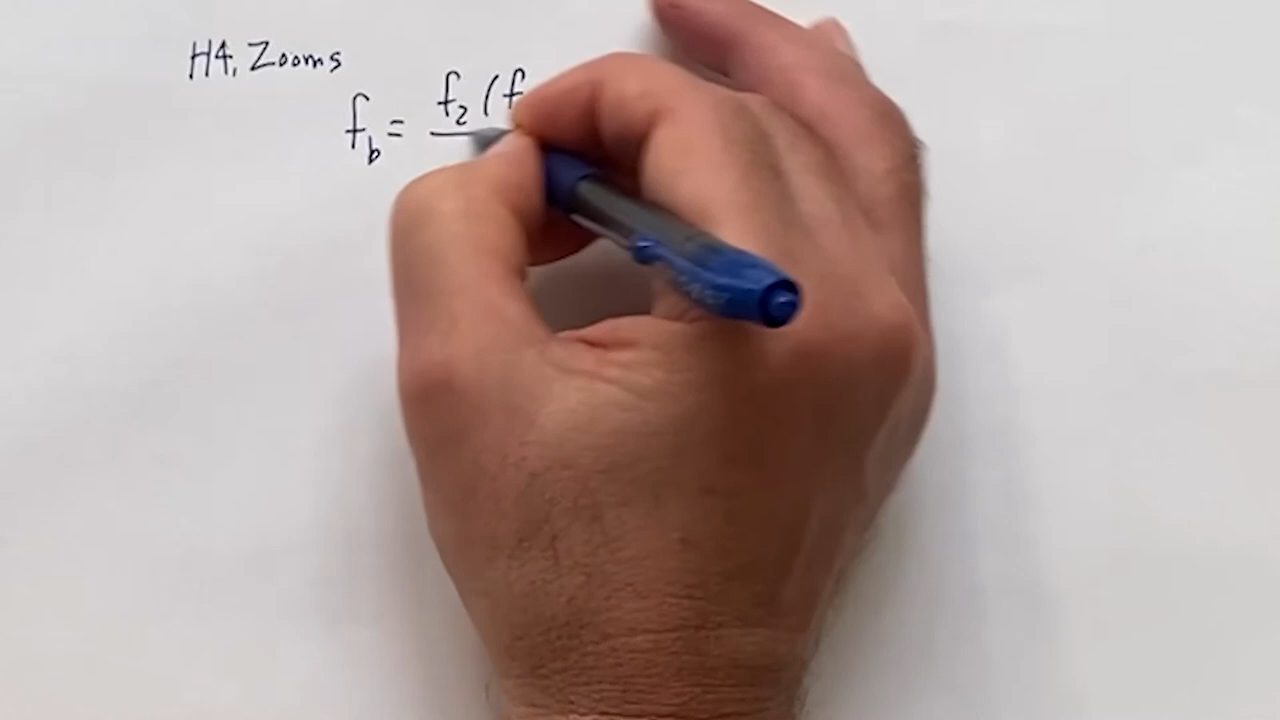 H4, Zooms
f_b = f_2 (f